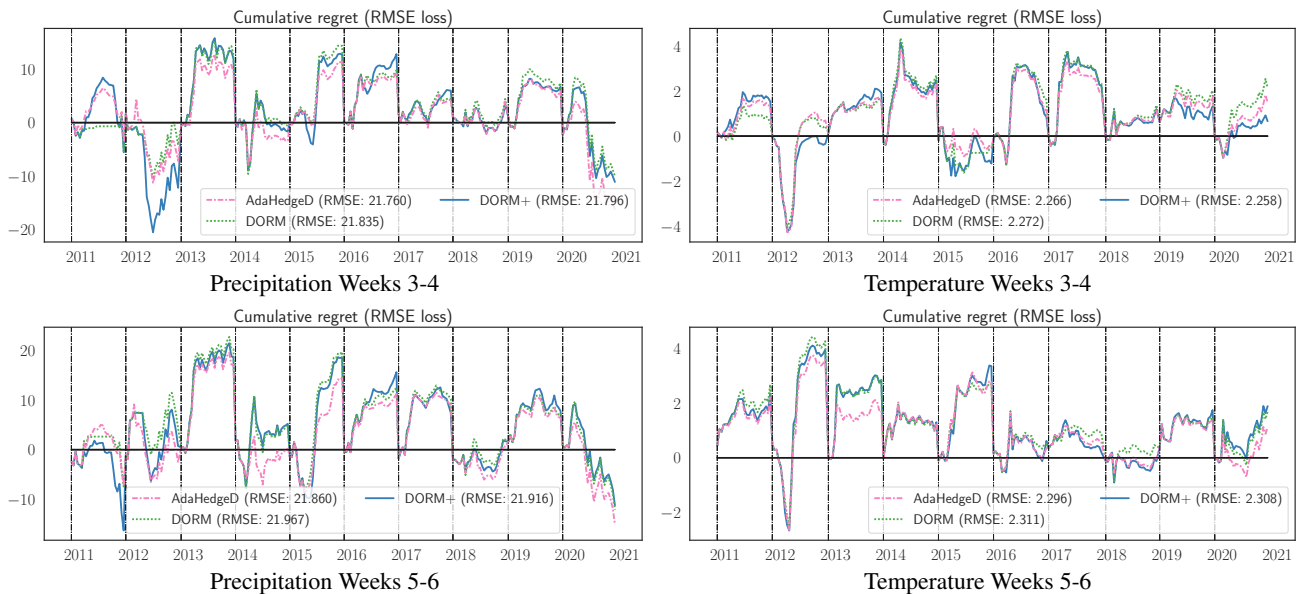 Cumulative regret (RMSE loss)
10
0
−10
−20
AdaHedgeD (RMSE: 21.760)
DORM (RMSE: 21.835)
DORM+ (RMSE: 21.796)
2011 2012 2013 2014 2015 2016 2017 2018 2019 2020 2021
Precipitation Weeks 3-4
Cumulative regret (RMSE loss)
4
2
0
−2
−4
AdaHedgeD (RMSE: 2.266)
DORM (RMSE: 2.272)
DORM+ (RMSE: 2.258)
2011 2012 2013 2014 2015 2016 2017 2018 2019 2020 2021
Temperature Weeks 3-4
Cumulative regret (RMSE loss)
20
10
0
−10
AdaHedgeD (RMSE: 21.860)
DORM (RMSE: 21.967)
DORM+ (RMSE: 21.916)
2011 2012 2013 2014 2015 2016 2017 2018 2019 2020 2021
Precipitation Weeks 5-6
Cumulative regret (RMSE loss)
4
2
0
−2
AdaHedgeD (RMSE: 2.296)
DORM (RMSE: 2.311)
DORM+ (RMSE: 2.308)
2011 2012 2013 2014 2015 2016 2017 2018 2019 2020 2021
Temperature Weeks 5-6